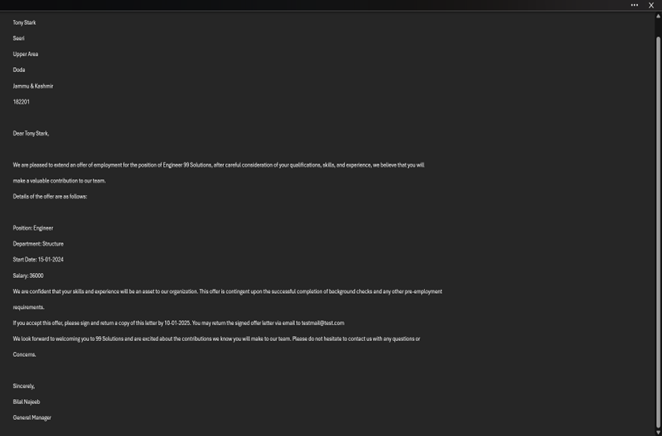 Tony Stark
Seeri
Upper Area
Doda
Jammu & Kashmir
182201
Dear Tony Stark,
We are pleased to extend an offer of employment for the position of Engineer 99 Solutions, after careful consideration of your qualifications, skills, and experience, we believe that you will
make a valuable contribution to our team.
Details of the offer are as follows:
Position: Engineer
Department: Structure
Start Date: 15-01-2024
Salary: 36000
We are confident that your skills and experience will be an asset to our organization. This offer is contingent upon the successful completion of background checks and any other pre-employment
requirements.
If you accept this offer, please sign and return a copy of this letter by 10-01-2025. You may return the signed offer letter via email to testmail@test.com
We look forward to welcoming you to 99 Solutions and are excited about the contributions we know you will make to our team. Please do not hesitate to contact us with any questions or
Concerns.
Sincerely,
Bilal Najeeb
General Manager